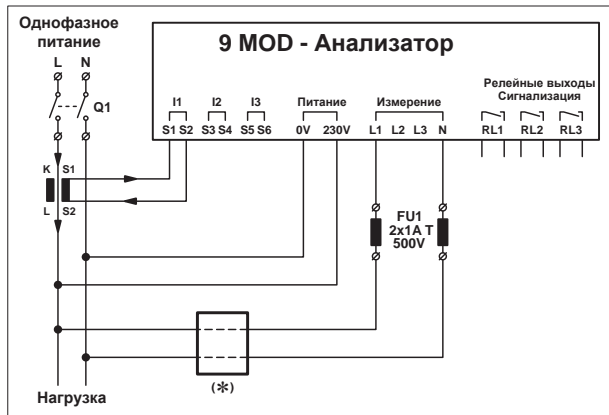 Однофазное
питание
L N
Q1
9 MOD - Анализатор
I1 I2 I3 Питание Измерение
Релейные выходы
Сигнализация
S1 S2 S3 S4 S5 S6 0V 230V L1 L2 L3 N RL1 RL2 RL3
K S1
L S2
FU1
2x1A T
500V
(*)
Нагрузка